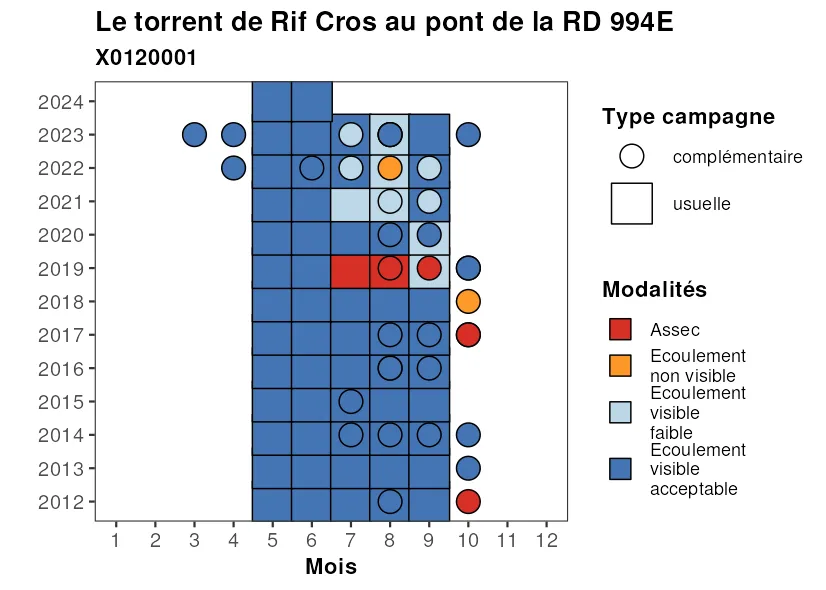 Le torrent de Rif Cros au pont de la RD 994E
X0120001
2024
2023
2022
2021
2020
2019
2018
2017
2016
2015
2014
2013
2012
1 2 3 4 5 6 7 8 9 10 11 12
Mois
Type campagne
complémentaire
usuelle
Modalités
Assec
Ecoulement
non visible
Ecoulement
visible
faible
Ecoulement
visible
acceptable